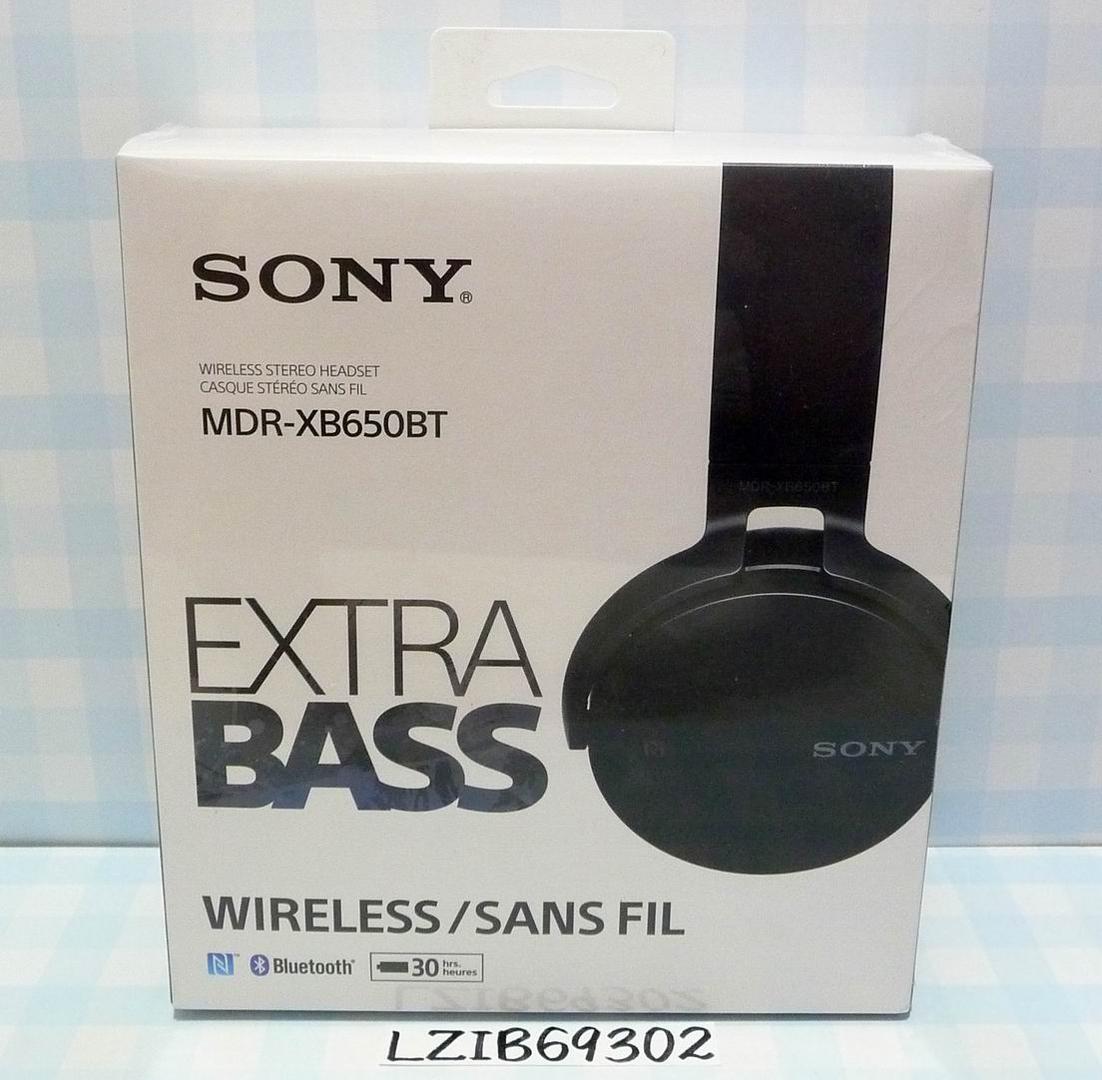 SONY®
WIRELESS STEREO HEADSET
CASQUE STÉRÉO SANS FIL
MDR-XB650BT
MDR-XB650BT
EXTRA
BASS
SONY
WIRELESS / SANS FIL
N™ Bluetooth® 30 hrs. heures
LZIB69302